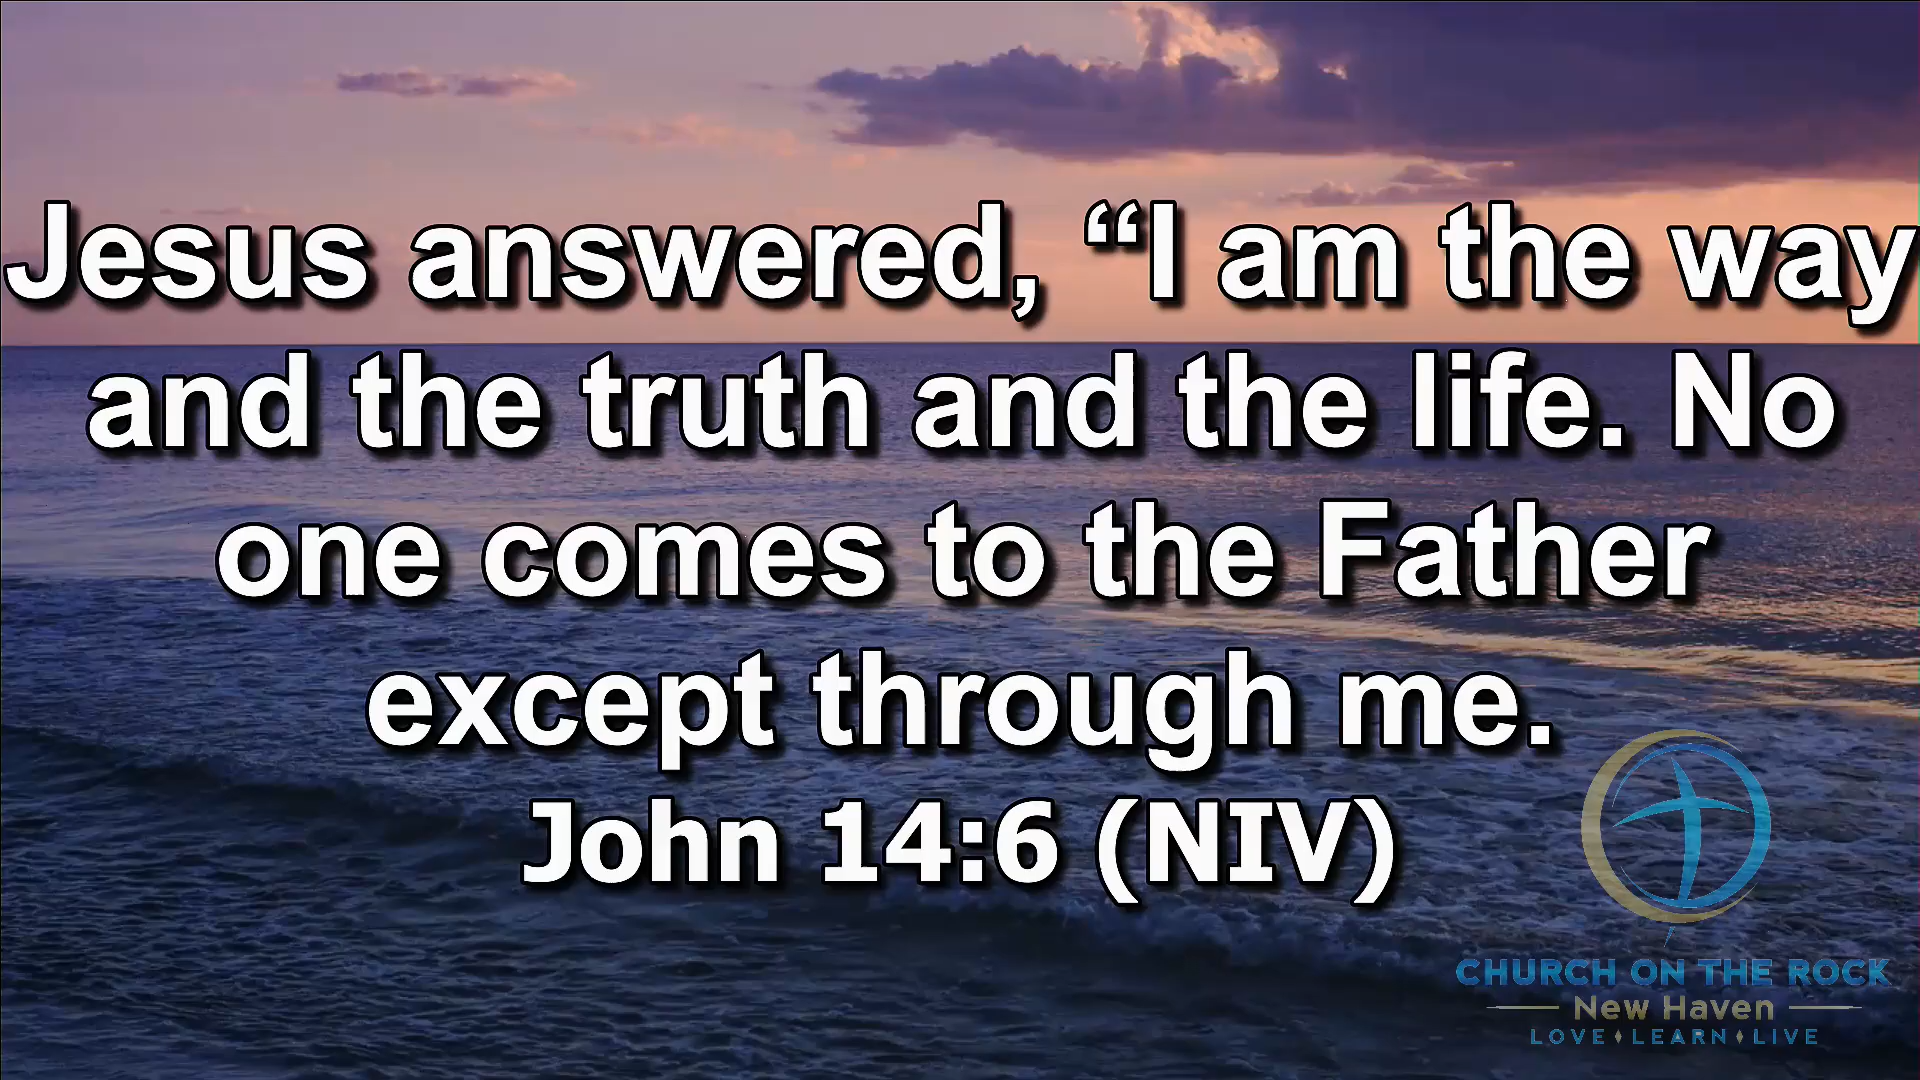 Jesus answered, “I am the way
and the truth and the life. No
one comes to the Father
except through me.
John 14:6 (NIV)
CHURCH ON THE ROCK
New Haven
LOVE♦LEARN♦LIVE